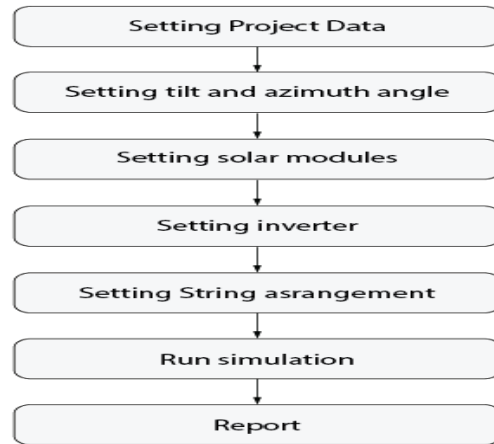 Setting Project Data
Setting tilt and azimuth angle
Setting solar modules
Setting inverter
Setting String asrangement
Run simulation
Report